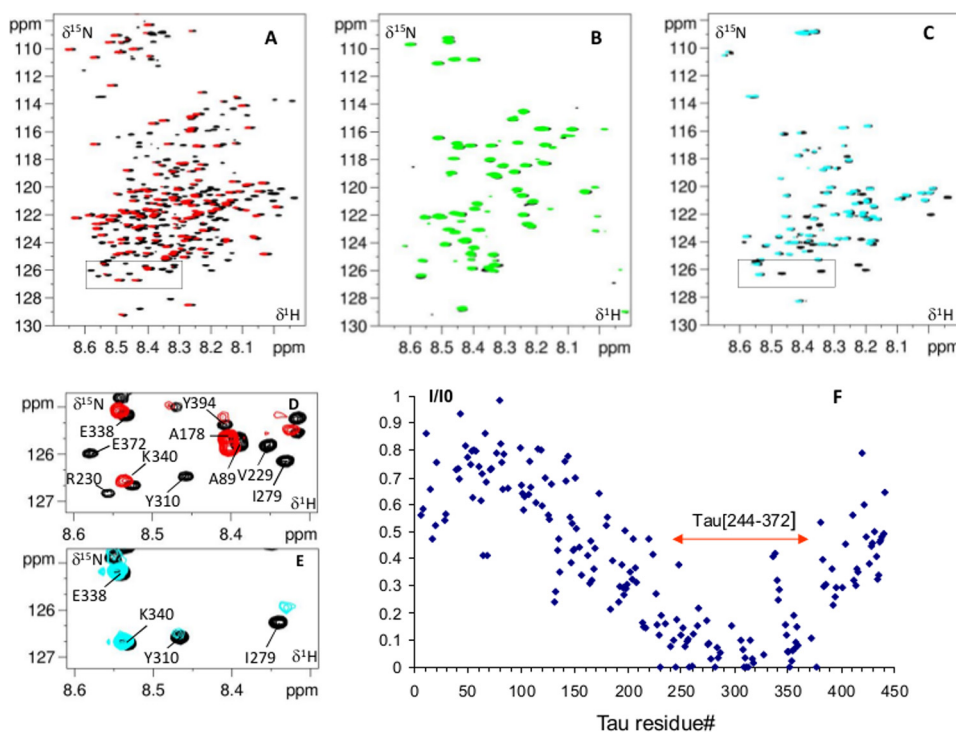 ppm
δ15N
A
110
112
114
116
118
120
122
124
126
128
130
δ1H
8.6 8.5 8.4 8.3 8.2 8.1 ppm
ppm
δ15N
B
110
112
114
116
118
120
122
124
126
128
130
δ1H
8.6 8.5 8.4 8.3 8.2 8.1 ppm
ppm
δ15N
C
110
112
114
116
118
120
122
124
126
128
130
δ1H
8.6 8.5 8.4 8.3 8.2 8.1 ppm
ppm
δ15N
D
Y394
E338
E372
A178
K340
126
R230
Y310
A89
V229
I279
127
δ1H
8.6 8.5 8.4 ppm
ppm
δ15N
E
E338
126
K340
Y310
I279
127
δ1H
8.6 8.5 8.4 ppm
I/I0
F
1
0.9
0.8
0.7
0.6
0.5
0.4
0.3
0.2
0.1
0
Tau[244-372]
0 50 100 150 200 250 300 350 400 450
Tau residue#